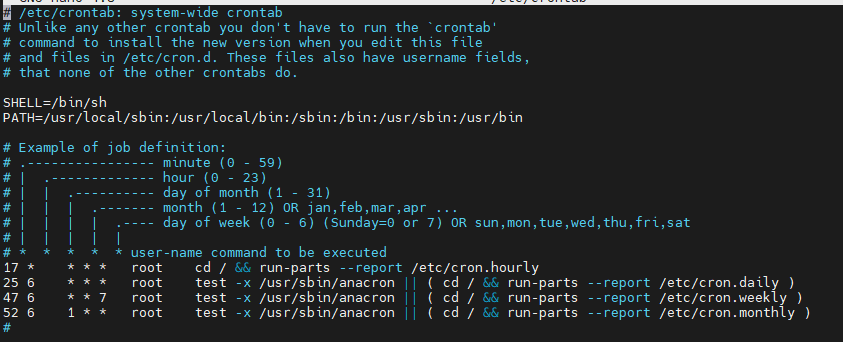 # /etc/crontab: system-wide crontab
# Unlike any other crontab you don't have to run the `crontab'
# command to install the new version when you edit this file
# and files in /etc/cron.d. These files also have username fields,
# that none of the other crontabs do.

SHELL=/bin/sh
PATH=/usr/local/sbin:/usr/local/bin:/sbin:/bin:/usr/sbin:/usr/bin

# Example of job definition:
# .---------------- minute (0 - 59)
# |  .------------- hour (0 - 23)
# |  |  .---------- day of month (1 - 31)
# |  |  |  .------- month (1 - 12) OR jan,feb,mar,apr ...
# |  |  |  |  .---- day of week (0 - 6) (Sunday=0 or 7) OR sun,mon,tue,wed,thu,fri,sat
# |  |  |  |  |
# *  *  *  *  * user-name command to be executed
17 *    * * *   root    cd / && run-parts --report /etc/cron.hourly
25 6    * * *   root    test -x /usr/sbin/anacron || ( cd / && run-parts --report /etc/cron.daily )
47 6    * * 7   root    test -x /usr/sbin/anacron || ( cd / && run-parts --report /etc/cron.weekly )
52 6    1 * *   root    test -x /usr/sbin/anacron || ( cd / && run-parts --report /etc/cron.monthly )
#